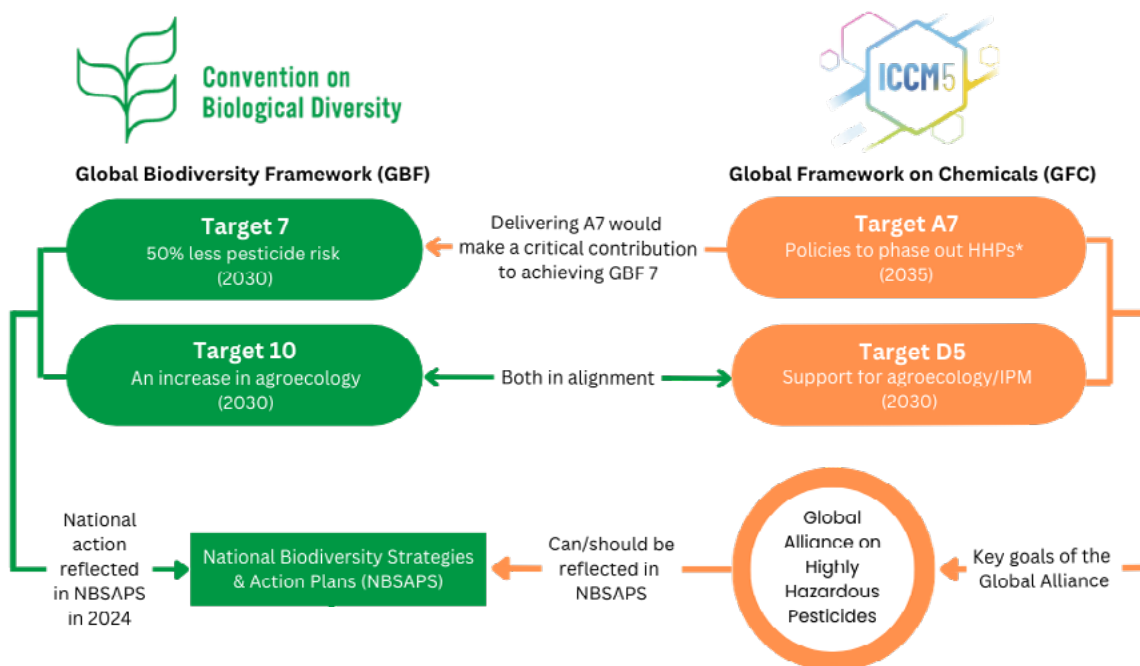 Convention on
Biological Diversity
ICCM5
Global Biodiversity Framework (GBF)
Global Framework on Chemicals (GFC)
Target 7
50% less pesticide risk
(2030)
Delivering A7 would
make a critical contribution
to achieving GBF 7
Target A7
Policies to phase out HHPs*
(2035)
Target 10
An increase in agroecology
(2030)
Both in alignment
Target D5
Support for agroecology/IPM
(2030)
National
action
reflected
in NBSAPS
in 2024
National Biodiversity Strategies
& Action Plans (NBSAPS)
Can/should be
reflected in
NBSAPS
Global
Alliance on
Highly
Hazardous
Pesticides
Key goals of the
Global Alliance